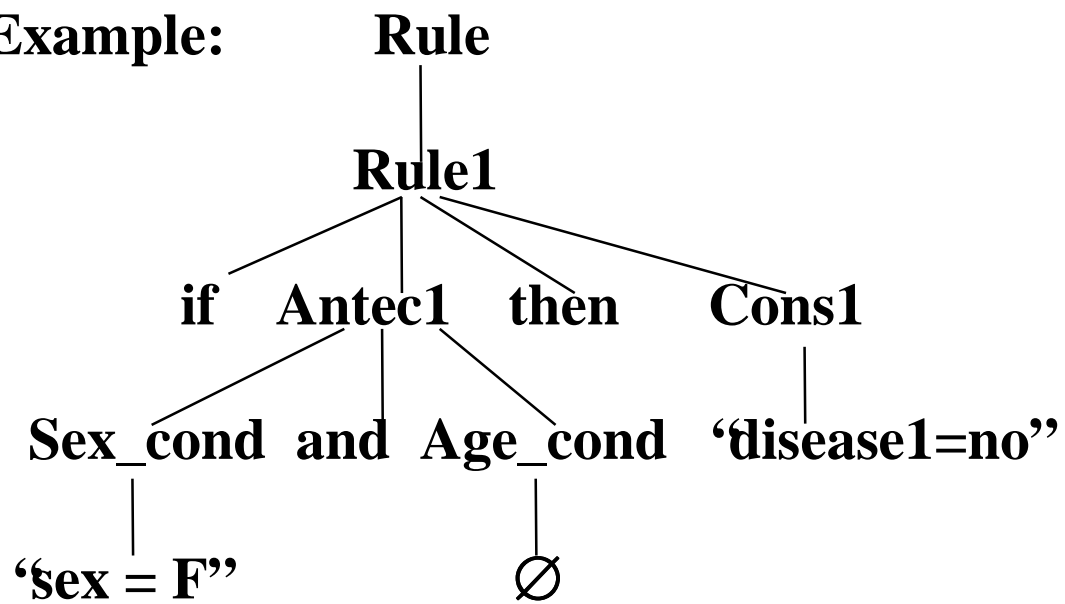 Example: Rule
Rule1
if Antec1 then Cons1
Sex_cond and Age_cond “disease1=no”
“sex = F” ∅